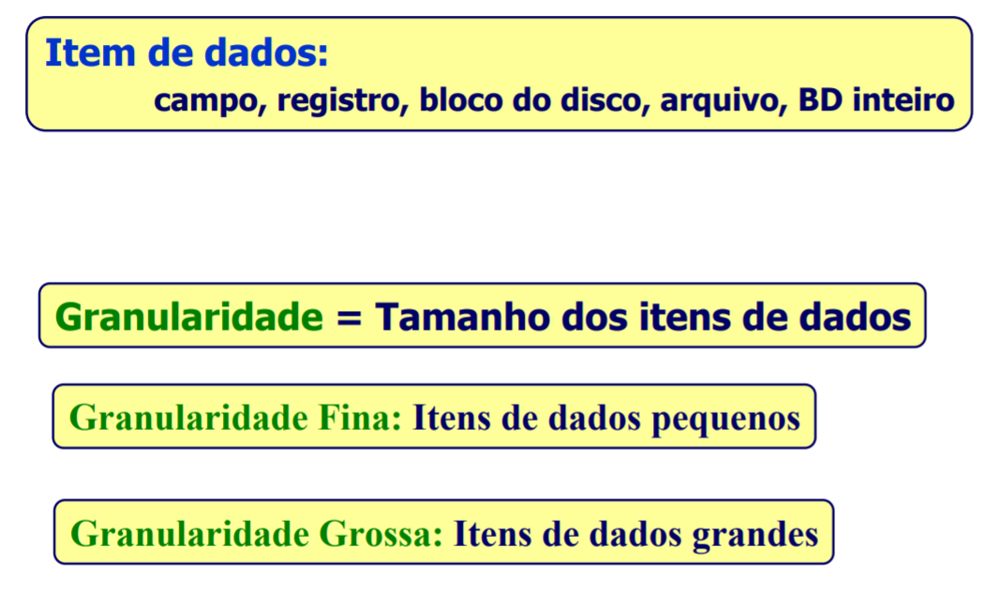 Item de dados:
campo, registro, bloco do disco, arquivo, BD inteiro
Granularidade = Tamanho dos itens de dados
Granularidade Fina: Itens de dados pequenos
Granularidade Grossa: Itens de dados grandes